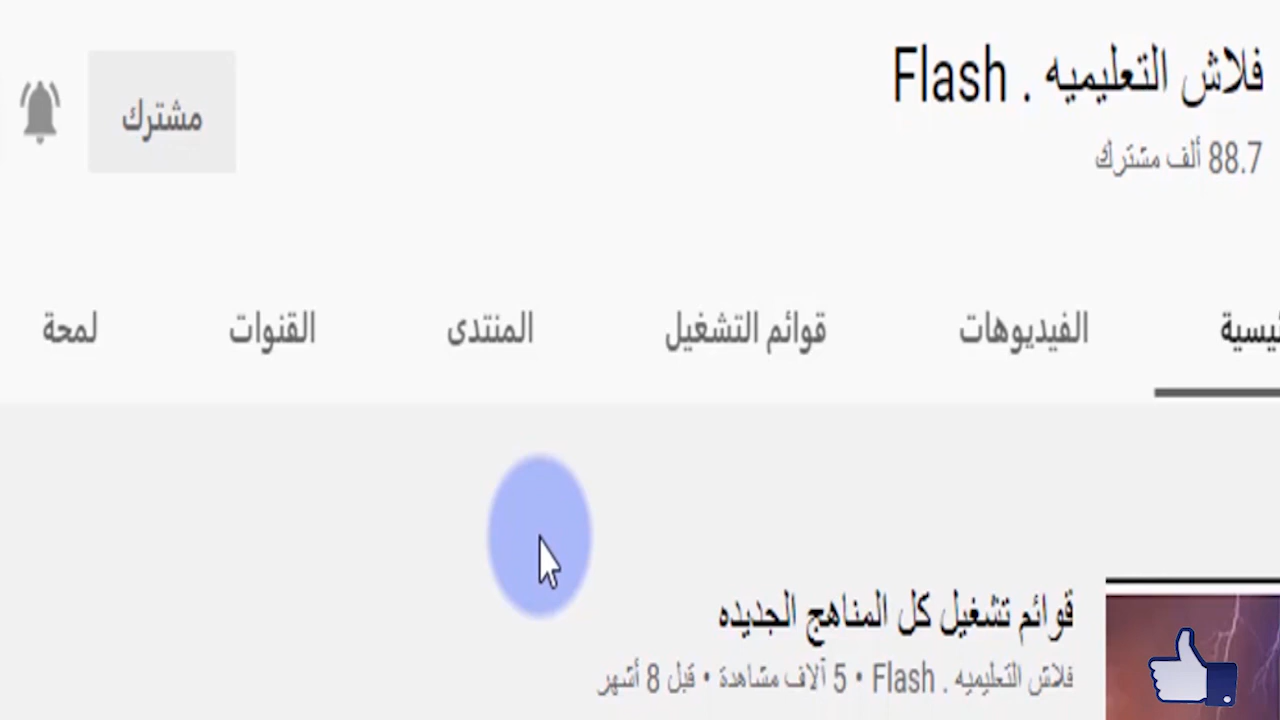 فلاش التعليميه . Flash
88.7 ألف مشترك
مشترك
الفيديوهات
قوائم التشغيل
المنتدى
القنوات
لمحة
قوائم تشغيل كل المناهج الجديده
فلاش التعليميه . Flash • 5 آلاف مشاهدة • قبل 8 أشهر